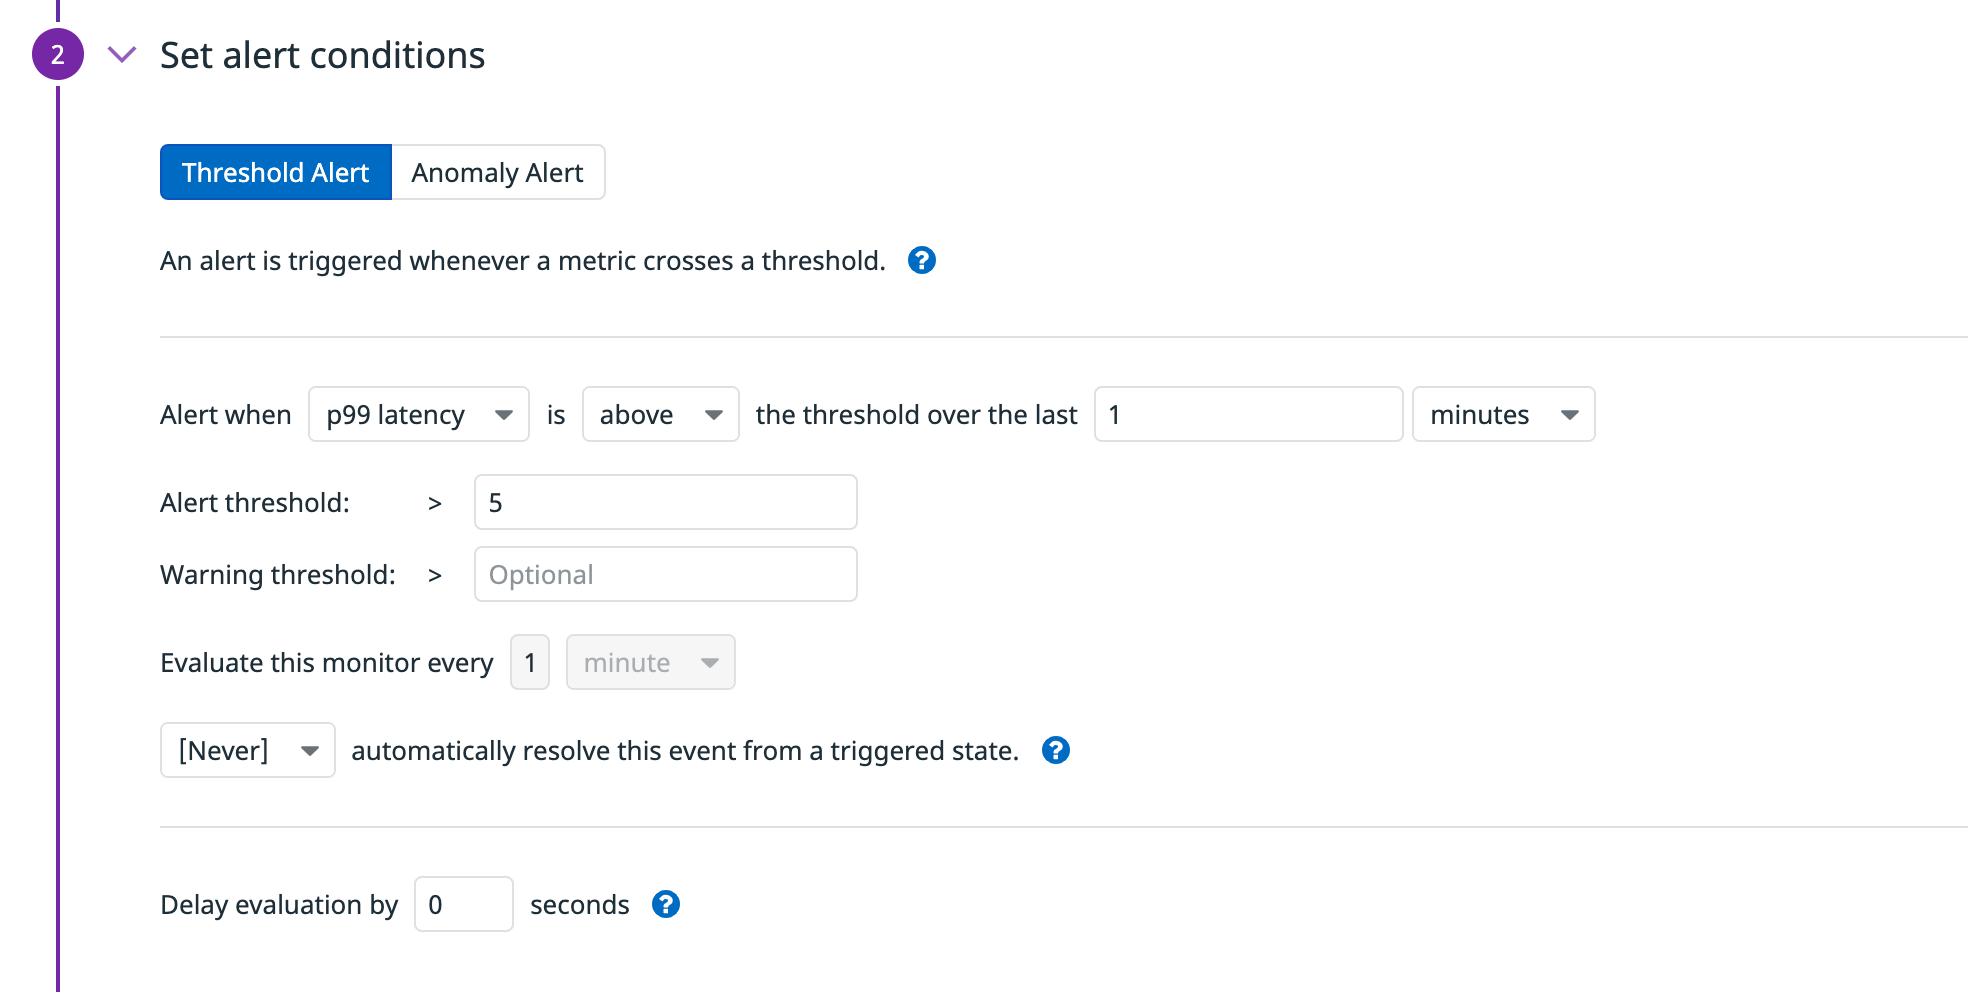 2 Set alert conditions
Threshold Alert Anomaly Alert
An alert is triggered whenever a metric crosses a threshold. ?
Alert when p99 latency is above the threshold over the last 1 minutes
Alert threshold: > 5
Warning threshold: > Optional
Evaluate this monitor every 1 minute
[Never] automatically resolve this event from a triggered state. ?
Delay evaluation by 0 seconds ?